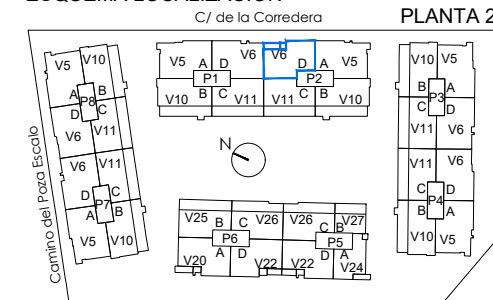 C/ de la Corredera
PLANTA 2
V5 A D V6 V6 D A V5
P1 P2
V10 B C V11 V11 C B V10
V5 V10
A B
P8
D C
V6 V11
V6 V11
D C
P7
A B
V5 V10
Camino del Poza Escalo
N
V10 V5
B A
P3
C D
V11 V6
V11 V6
C D
P4
B A
V10 V5
V25 B C V26 V26 C B V27
P6 P5
V20 A D V22 V22 D A V24